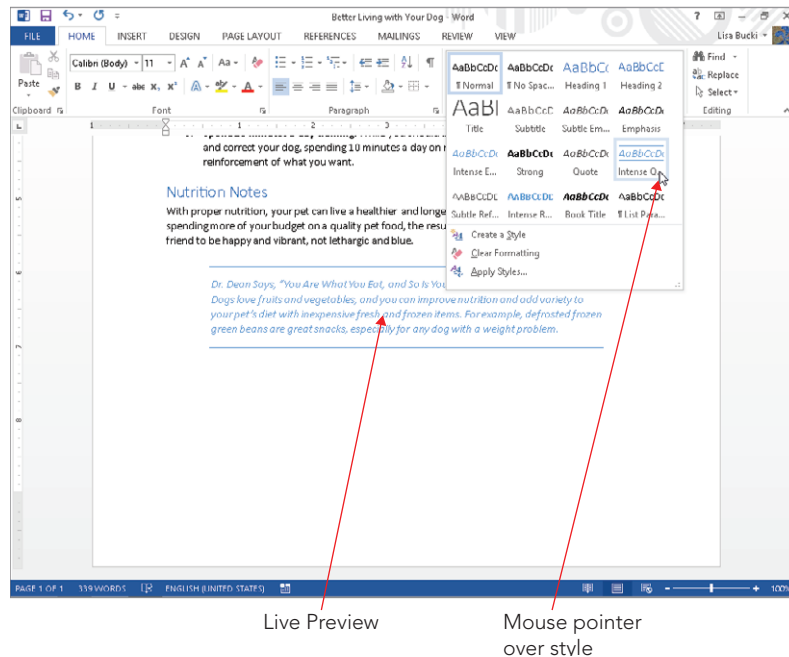 Better Living with Your Dog - Word
FILE HOME INSERT DESIGN PAGE LAYOUT REFERENCES MAILINGS REVIEW VIEW Lisa Bucki
Paste
Calibri (Body) 11 A A Aa
B I U abc x, x² A A
Clipboard Font Paragraph Editing
Find
Replace
Select
AaBbCcDc AaBbCcDc AaBbCc AaBbCcE
¶ Normal ¶ No Spac... Heading 1 Heading 2
AaBl AaBbCcD AaBbCcDc AaBbCcDc
Title Subtitle Subtle Em... Emphasis
AaBbCcDc AaBbCcDc AaBbCcDc AaBbCcDc
Intense E... Strong Quote Intense Q...
AaBbCcDc AaBbCcDc AaBbCcDc AaBbCcDc
Subtle Ref... Intense R... Book Title ¶ List Para...
Create a Style
Clear Formatting
Apply Styles...
and correct your dog, spending 10 minutes a day on
reinforcement of what you want.
Nutrition Notes
With proper nutrition, your pet can live a healthier and longe
spending more of your budget on a quality pet food, the resu
friend to be happy and vibrant, not lethargic and blue.
Dr. Dean Says, "You Are What You Eat, and So Is You
Dogs love fruits and vegetables, and you can improve nutrition and add variety to
your pet's diet with inexpensive fresh and frozen items. For example, defrosted frozen
green beans are great snacks, especially for any dog with a weight problem.
PAGE 1 OF 1 339 WORDS ENGLISH (UNITED STATES) 100%
Live Preview
Mouse pointer
over style